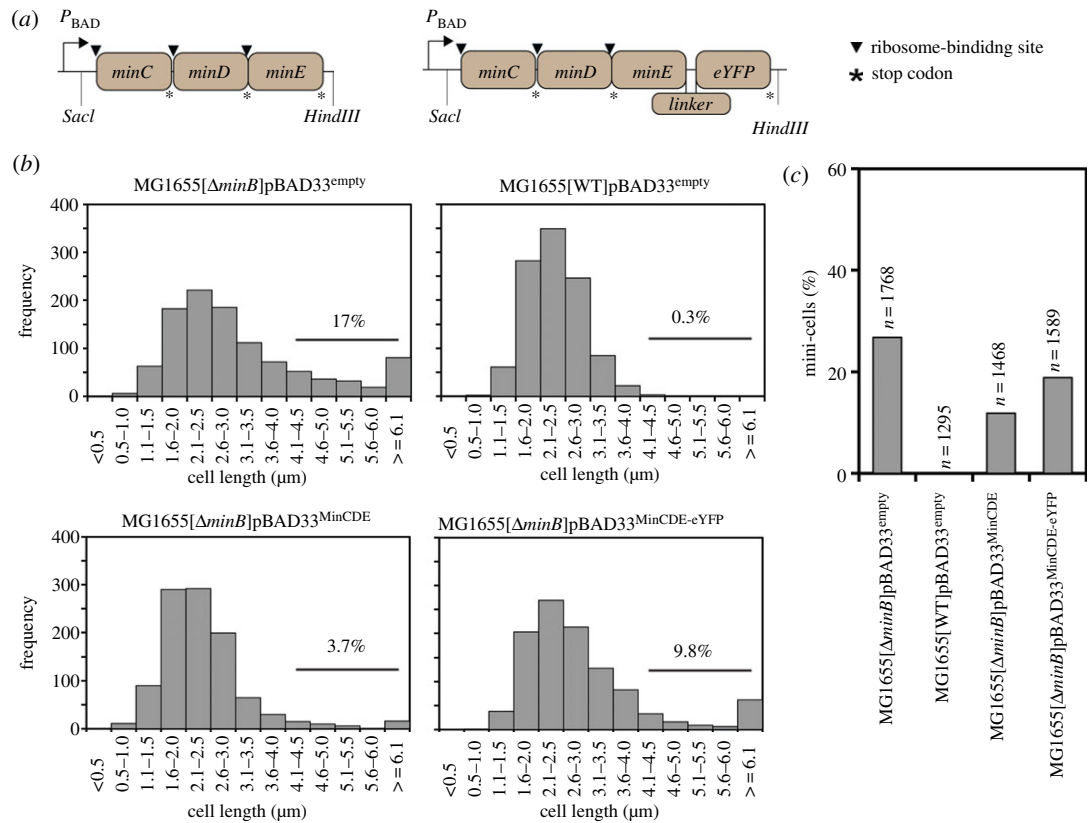 (a)
P_BAD
minC
minD
minE
*
*
*
SacI
HindIII
P_BAD
minC
minD
minE
eYFP
linker
*
*
*
SacI
HindIII
▼ ribosome-bindidng site
* stop codon
(b)
MG1655[ΔminB]pBAD33^empty
frequency
400
300
200
100
0
17%
<0.5
0.5–1.0
1.1–1.5
1.6–2.0
2.1–2.5
2.6–3.0
3.1–3.5
3.6–4.0
4.1–4.5
4.6–5.0
5.1–5.5
5.6–6.0
>=6.1
cell length (µm)
MG1655[WT]pBAD33^empty
0.3%
<0.5
0.5–1.0
1.1–1.5
1.6–2.0
2.1–2.5
2.6–3.0
3.1–3.5
3.6–4.0
4.1–4.5
4.6–5.0
5.1–5.5
5.6–6.0
>=6.1
cell length (µm)
MG1655[ΔminB]pBAD33^MinCDE
frequency
400
300
200
100
0
3.7%
<0.5
0.5–1.0
1.1–1.5
1.6–2.0
2.1–2.5
2.6–3.0
3.1–3.5
3.6–4.0
4.1–4.5
4.6–5.0
5.1–5.5
5.6–6.0
>=6.1
cell length (µm)
MG1655[ΔminB]pBAD33^MinCDE-eYFP
9.8%
<0.5
0.5–1.0
1.1–1.5
1.6–2.0
2.1–2.5
2.6–3.0
3.1–3.5
3.6–4.0
4.1–4.5
4.6–5.0
5.1–5.5
5.6–6.0
>=6.1
cell length (µm)
(c)
mini-cells (%)
60
40
20
0
n=1768
n=1295
n=1468
n=1589
MG1655[ΔminB]pBAD33^empty
MG1655[WT]pBAD33^empty
MG1655[ΔminB]pBAD33^MinCDE
MG1655[ΔminB]pBAD33^MinCDE-eYFP